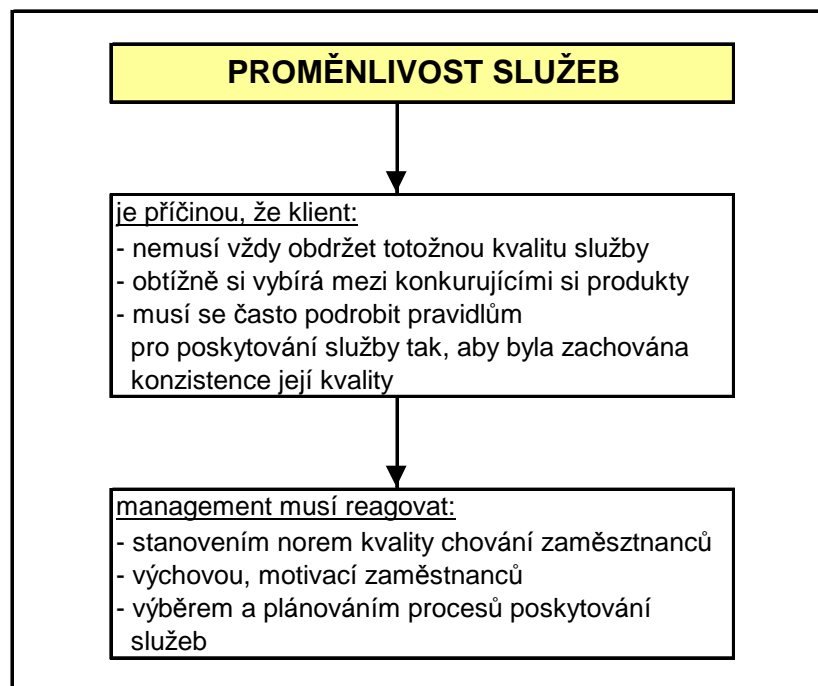 PROMĚNLIVOST SLUŽEB
je příčinou, že klient:
- nemusí vždy obdržet totožnou kvalitu služby
- obtížně si vybírá mezi konkurujícími si produkty
- musí se často podrobit pravidlům
pro poskytování služby tak, aby byla zachována
konzistence její kvality
management musí reagovat:
- stanovením norem kvality chování zaměsztnanců
- výchovou, motivací zaměstnanců
- výběrem a plánováním procesů poskytování
služeb